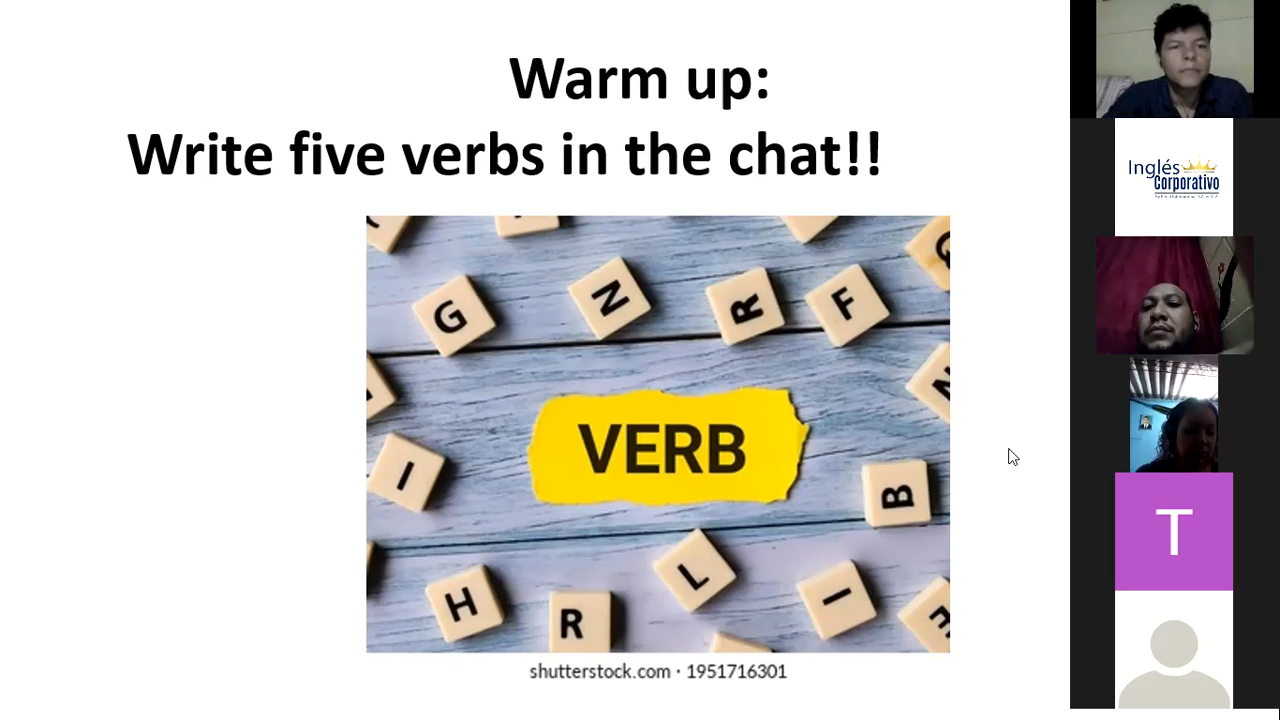 Warm up:
Write five verbs in the chat!!
G
N
R
F
I
VERB
B
H
R
L
I
shutterstock.com · 1951716301
Inglés
Corporativo
T